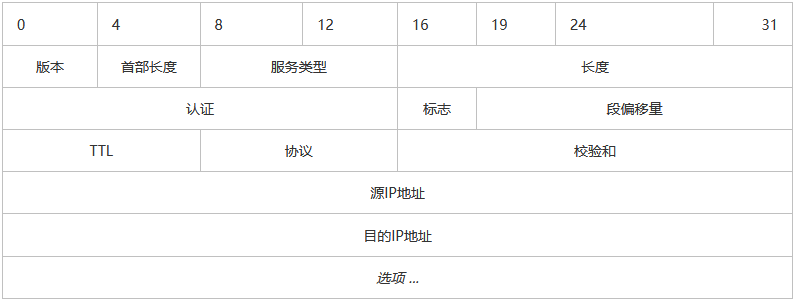 0 4 8 12 16 19 24 31
版本 首部长度 服务类型 长度
认证 标志 段偏移量
TTL 协议 校验和
源IP地址
目的IP地址
选项 ...